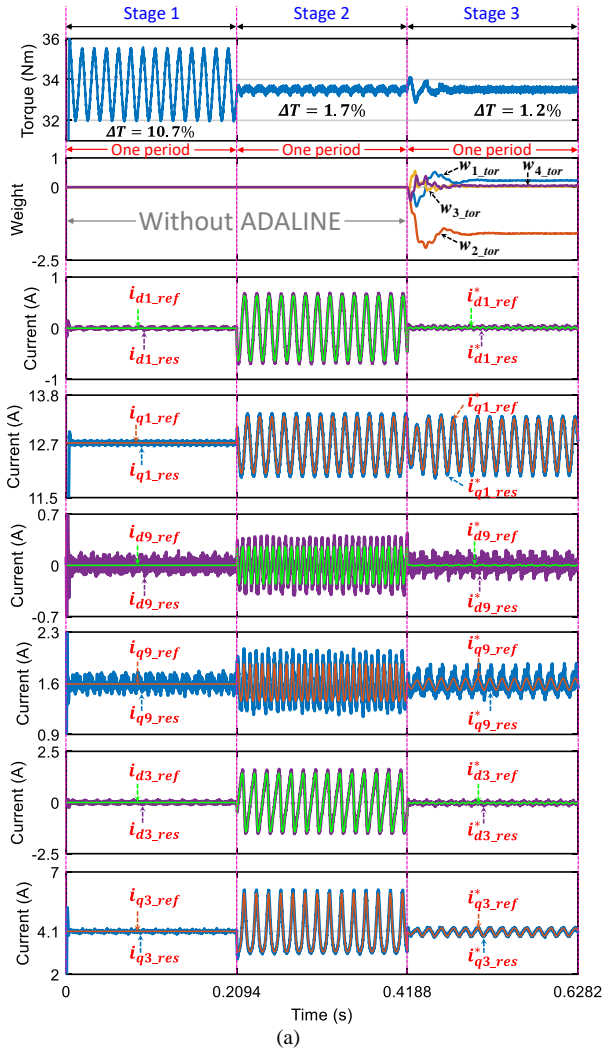 Stage 1 Stage 2 Stage 3
Torque (Nm)
36
34
32
ΔT = 10.7%
ΔT = 1.7%
ΔT = 1.2%
One period One period One period
Weight
1
0
-2.5
Without ADALINE
w1_tor
w4_tor
w3_tor
w2_tor
Current (A)
1
0
-1
id1_ref
id1_res
i*d1_ref
i*d1_res
Current (A)
13.8
12.7
11.5
iq1_ref
iq1_res
i*q1_ref
i*q1_res
Current (A)
0.7
0
-0.7
id9_ref
id9_res
i*d9_ref
i*d9_res
Current (A)
2.3
1.6
0.9
iq9_ref
iq9_res
i*q9_ref
i*q9_res
Current (A)
2.5
0
-2.5
id3_ref
id3_res
i*d3_ref
i*d3_res
Current (A)
7
4.1
2
iq3_ref
iq3_res
i*q3_ref
i*q3_res
0 0.2094 0.4188 0.6282
Time (s)
(a)